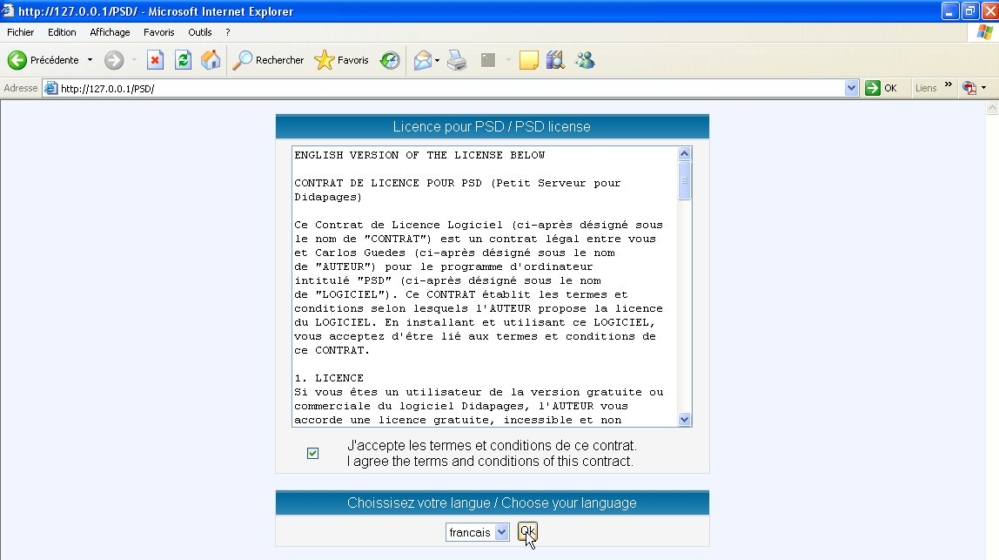 http://127.0.0.1/PSD/ - Microsoft Internet Explorer
Fichier Edition Affichage Favoris Outils ?
Précédente Rechercher Favoris
Adresse http://127.0.0.1/PSD/ OK Liens »
Licence pour PSD / PSD license
ENGLISH VERSION OF THE LICENSE BELOW
CONTRAT DE LICENCE POUR PSD (Petit Serveur pour
Didapages)
Ce Contrat de Licence Logiciel (ci-après désigné sous
le nom de "CONTRAT") est un contrat légal entre vous
et Carlos Guedes (ci-après désigné sous le nom
de "AUTEUR") pour le programme d'ordinateur
intitulé "PSD" (ci-après désigné sous le nom
de "LOGICIEL"). Ce CONTRAT établit les termes et
conditions selon lesquels l'AUTEUR propose la licence
du LOGICIEL. En installant et utilisant ce LOGICIEL,
vous acceptez d'être lié aux termes et conditions de
ce CONTRAT.
1. LICENCE
Si vous êtes un utilisateur de la version gratuite ou
commerciale du logiciel Didapages, l'AUTEUR vous
accorde une licence gratuite, incessible et non
J'accepte les termes et conditions de ce contrat.
I agree the terms and conditions of this contract.
Choissisez votre langue / Choose your language
francais Ok